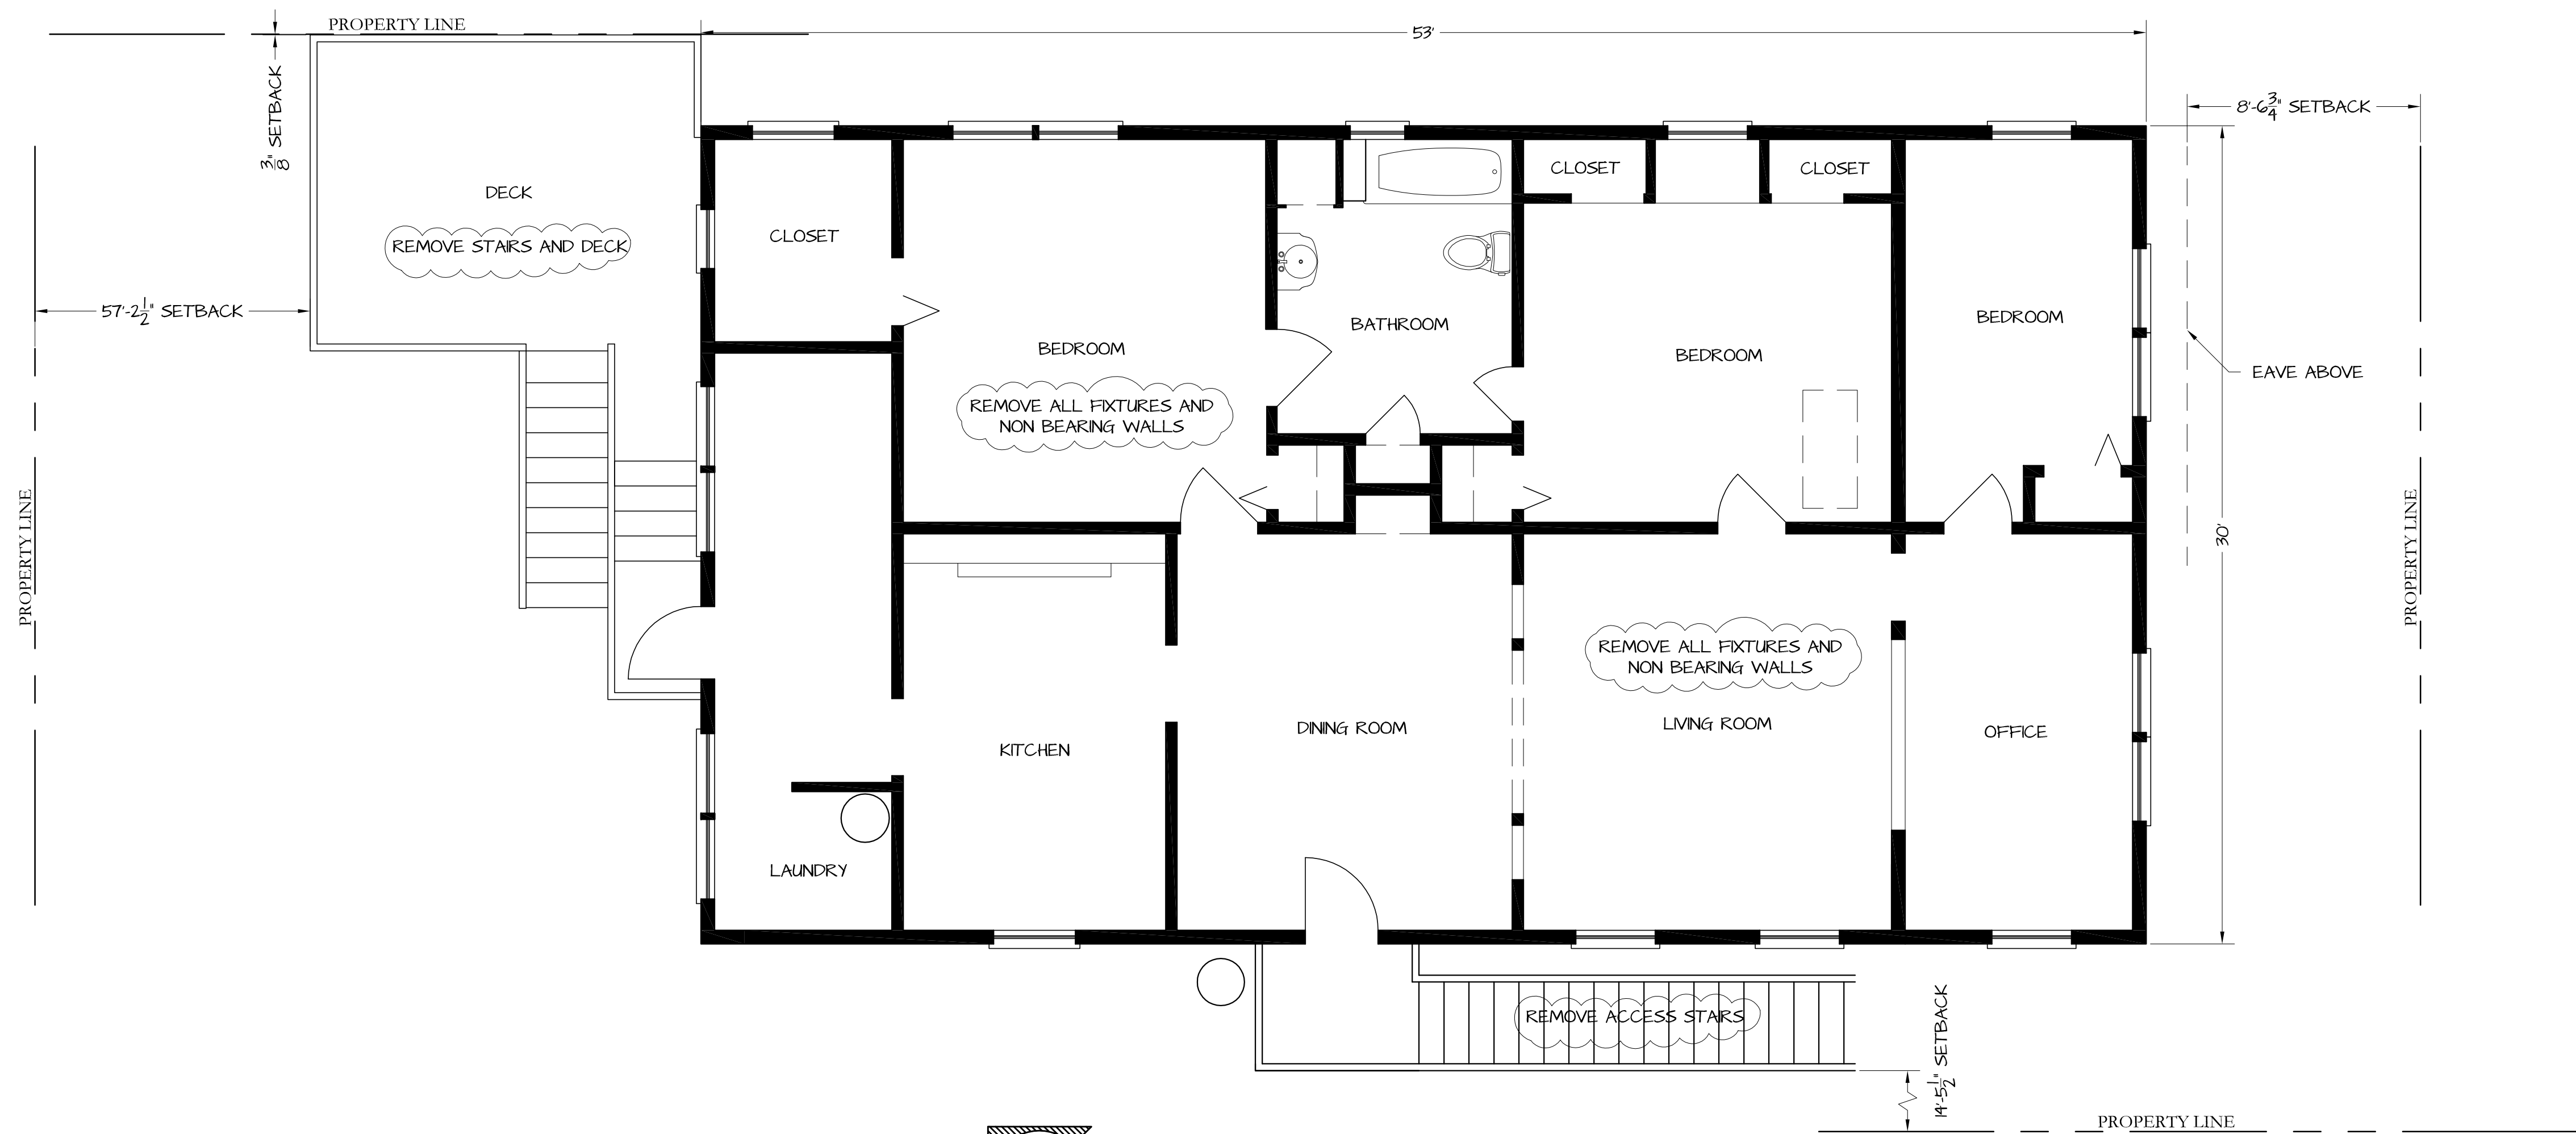 PROPERTY LINE
53'
3/8" SETBACK
8'-6 3/4" SETBACK
DECK
REMOVE STAIRS AND DECK
57'-2 1/2" SETBACK
CLOSET
BEDROOM
REMOVE ALL FIXTURES AND
NON BEARING WALLS
BATHROOM
CLOSET
CLOSET
BEDROOM
BEDROOM
EAVE ABOVE
PROPERTY LINE
PROPERTY LINE
30'
KITCHEN
LAUNDRY
DINING ROOM
REMOVE ALL FIXTURES AND
NON BEARING WALLS
LIVING ROOM
OFFICE
REMOVE ACCESS STARS
14'-5 1/2" SETBACK
PROPERTY LINE